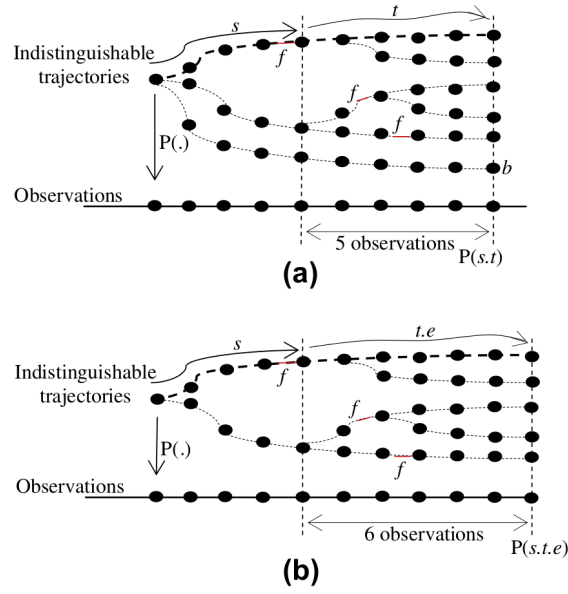 s
t
Indistinguishable
trajectories
f
f
f
P(.)
b
Observations
5 observations
P(s.t)
(a)
s
t.e
Indistinguishable
trajectories
f
f
P(.)
f
Observations
6 observations
P(s.t.e)
(b)